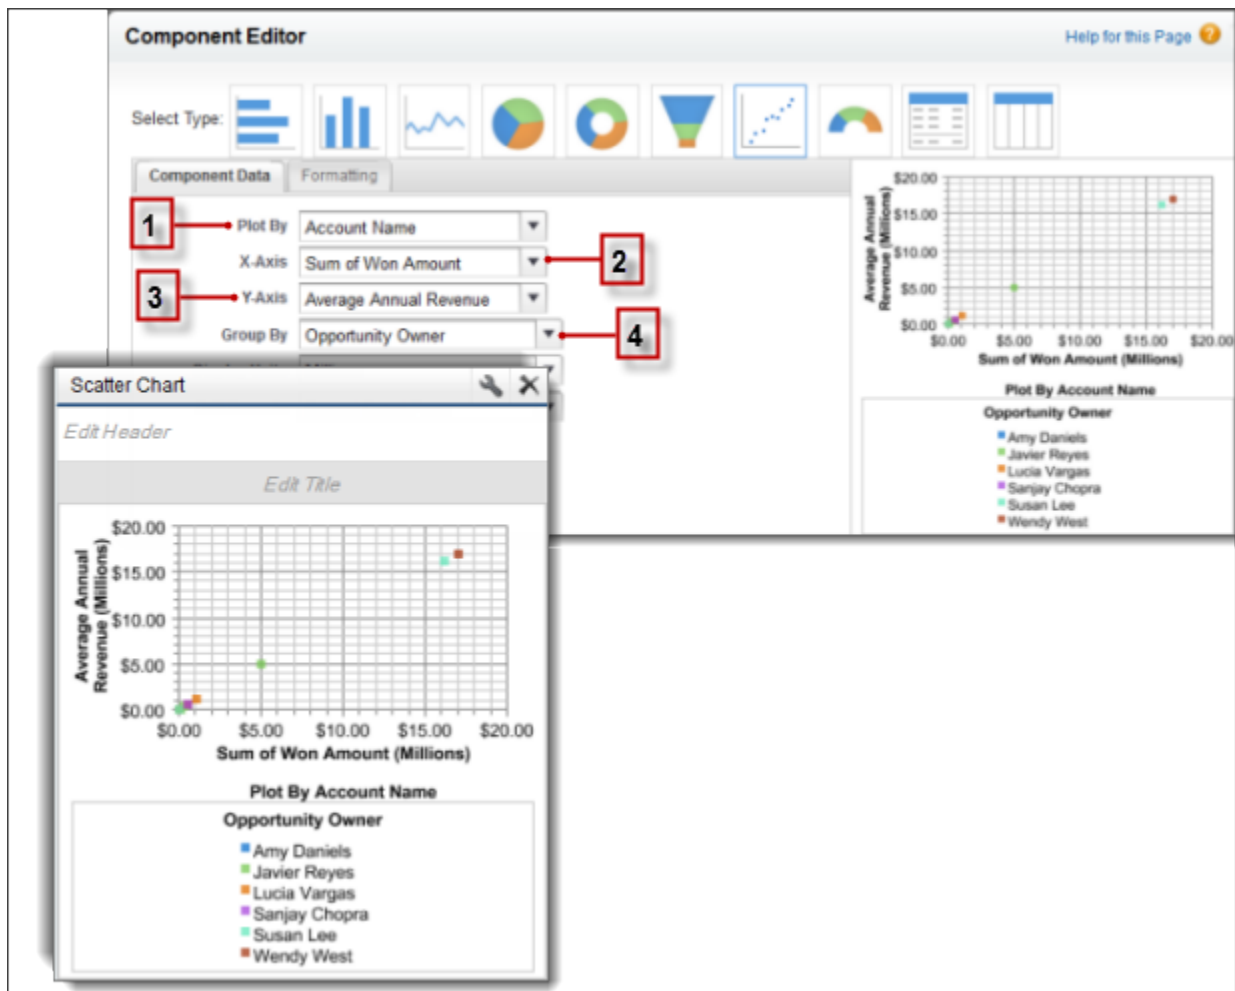 Component Editor
Help for this Page ?
Select Type:
Component Data
Formatting
1
Plot By
Account Name
X-Axis
Sum of Won Amount
2
3
Y-Axis
Average Annual Revenue
Group By
Opportunity Owner
4
$20.00
$15.00
$10.00
$5.00
$0.00
Average Annual
Revenue (Millions)
$0.00 $5.00 $10.00 $15.00 $20.00
Sum of Won Amount (Millions)
Plot By Account Name
Opportunity Owner
Amy Daniels
Javier Reyes
Lucia Vargas
Sanjay Chopra
Susan Lee
Wendy West
Scatter Chart
Edit Header
Edit Title
$20.00
$15.00
$10.00
$5.00
$0.00
Average Annual
Revenue (Millions)
$0.00 $5.00 $10.00 $15.00 $20.00
Sum of Won Amount (Millions)
Plot By Account Name
Opportunity Owner
Amy Daniels
Javier Reyes
Lucia Vargas
Sanjay Chopra
Susan Lee
Wendy West